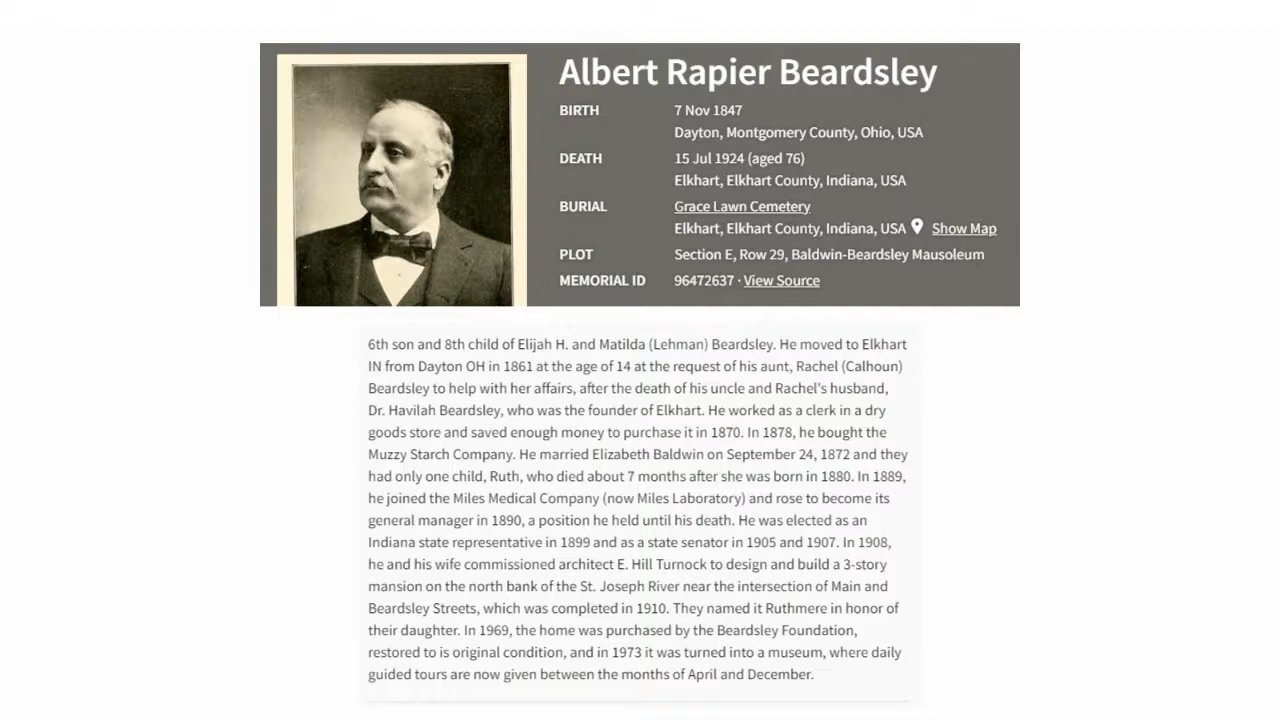 Albert Rapier Beardsley
BIRTH 7 Nov 1847
Dayton, Montgomery County, Ohio, USA
DEATH 15 Jul 1924 (aged 76)
Elkhart, Elkhart County, Indiana, USA
BURIAL Grace Lawn Cemetery
Elkhart, Elkhart County, Indiana, USA Show Map
PLOT Section E, Row 29, Baldwin-Beardsley Mausoleum
MEMORIAL ID 96472637 · View Source
6th son and 8th child of Elijah H. and Matilda (Lehman) Beardsley. He moved to Elkhart
IN from Dayton OH in 1861 at the age of 14 at the request of his aunt, Rachel (Calhoun)
Beardsley to help with her affairs, after the death of his uncle and Rachel's husband,
Dr. Havilah Beardsley, who was the founder of Elkhart. He worked as a clerk in a dry
goods store and saved enough money to purchase it in 1870. In 1878, he bought the
Muzzy Starch Company. He married Elizabeth Baldwin on September 24, 1872 and they
had only one child, Ruth, who died about 7 months after she was born in 1880. In 1889,
he joined the Miles Medical Company (now Miles Laboratory) and rose to become its
general manager in 1890, a position he held until his death. He was elected as an
Indiana state representative in 1899 and as a state senator in 1905 and 1907. In 1908,
he and his wife commissioned architect E. Hill Turnock to design and build a 3-story
mansion on the north bank of the St. Joseph River near the intersection of Main and
Beardsley Streets, which was completed in 1910. They named it Ruthmere in honor of
their daughter. In 1969, the home was purchased by the Beardsley Foundation,
restored to is original condition, and in 1973 it was turned into a museum, where daily
guided tours are now given between the months of April and December.